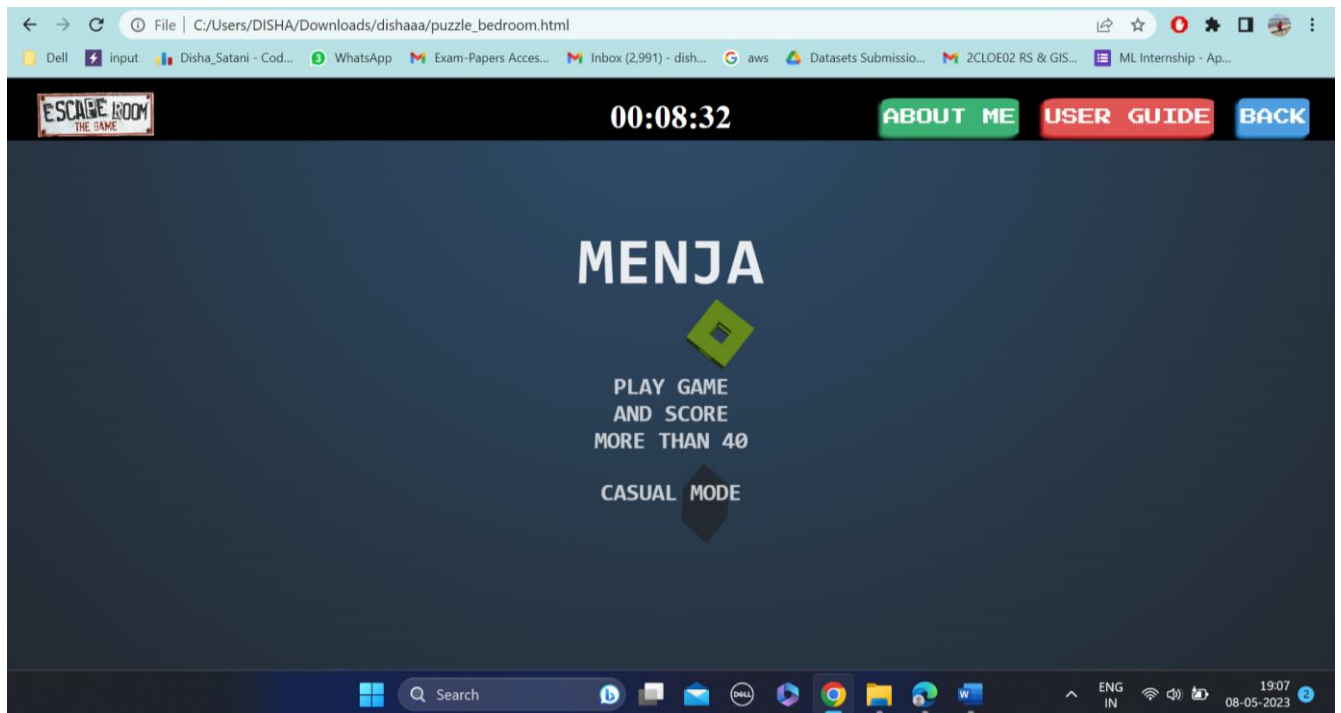 File | C:/Users/DISHA/Downloads/dishaaa/puzzle_bedroom.html
Dell input Disha_Satani - Cod... WhatsApp Exam-Papers Acces... Inbox (2,991) - dish... aws Datasets Submissio... 2CLOE02 RS & GIS... ML Internship - Ap...
ESCAPE ROOM
THE GAME
00:08:32 ABOUT ME USER GUIDE BACK
MENJA
PLAY GAME
AND SCORE
MORE THAN 40
CASUAL MODE
Search
ENG
IN
19:07
08-05-2023
2